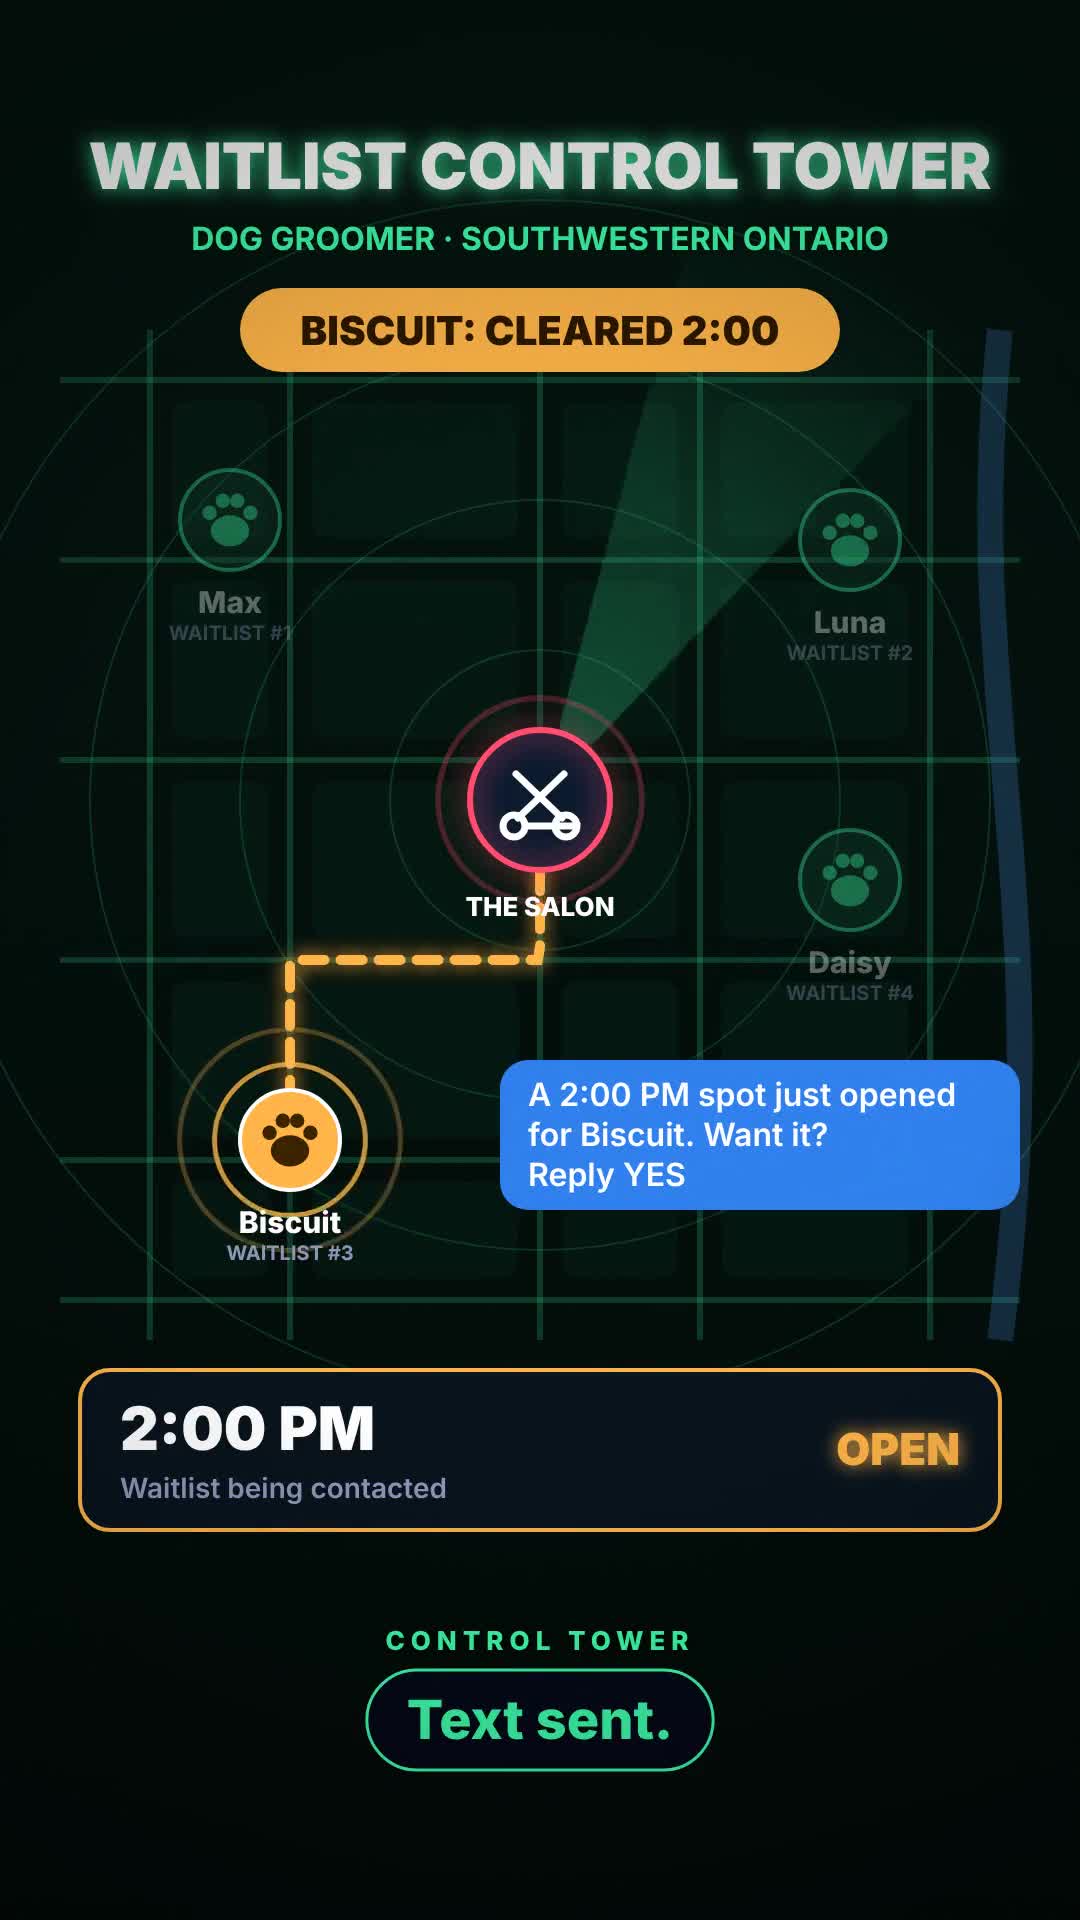 WAITLIST CONTROL TOWER
DOG GROOMER · SOUTHWESTERN ONTARIO
BISCUIT: CLEARED 2:00
Max
WAITLIST #1
Luna
WAITLIST #2
THE SALON
Daisy
WAITLIST #4
A 2:00 PM spot just opened
for Biscuit. Want it?
Reply YES
Biscuit
WAITLIST #3
2:00 PM
Waitlist being contacted
OPEN
CONTROL TOWER
Text sent.